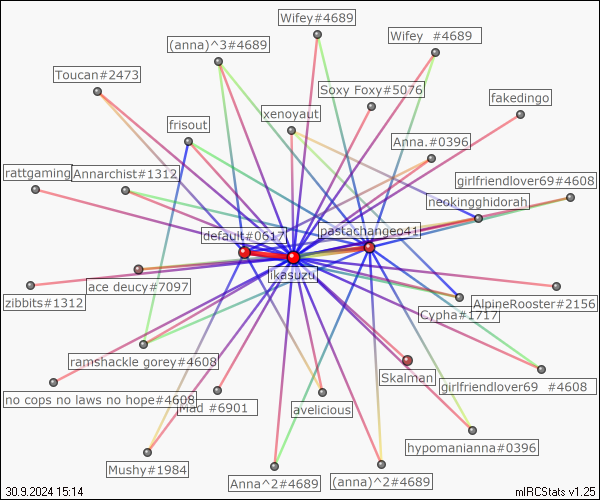 Wifey#4689
Wifey  #4689
(anna)^3#4689
Toucan#2473
Soxy Foxy#5076
fakedingo
xenoyaut
frisout
Anna.#0396
rattgaming
Annarchist#1312
girlfriendlover69#4608
neokingghidorah
default#0617
pastachangeo41
ikasuzu
ace deucy#7097
zibbits#1312
AlpineRooster#2156
Cypha#1717
ramshackle gorey#4608
Skalman
girlfriendlover69  #4608
no cops no laws no hope#4608
Mad #6901
avelicious
hypomanianna#0396
Mushy#1984
Anna^2#4689
(anna)^2#4689
30.9.2024 15:14
mIRCStats v1.25